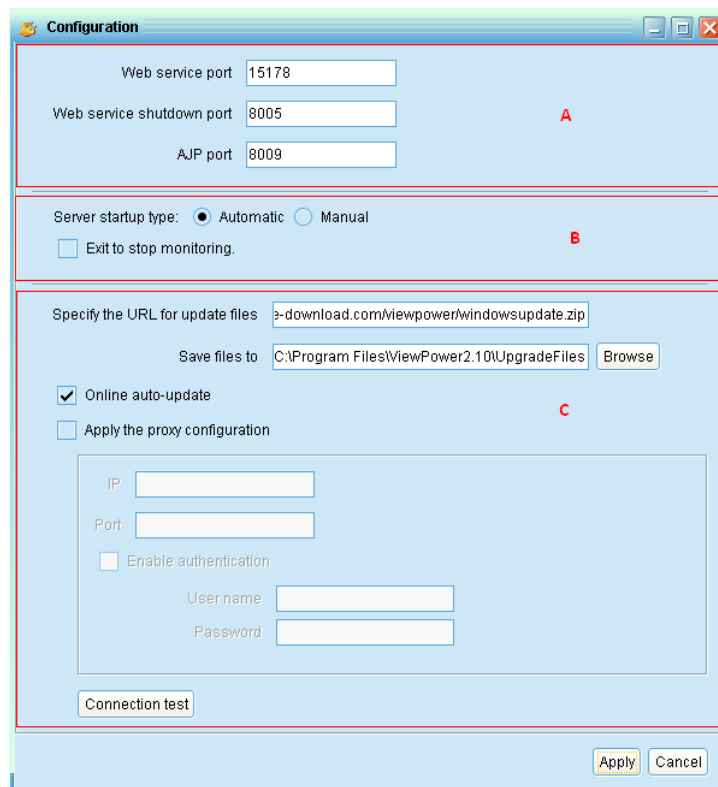 Configuration
Web service port 15178
Web service shutdown port 8005
A
AJP port 8009
Server startup type: Automatic Manual
B
Exit to stop monitoring.
Specify the URL for update files e-download.com/viewpower/windowsupdate.zip
Save files to C:\Program Files\ViewPower2.10\UpgradeFiles Browse
Online auto-update
C
Apply the proxy configuration
IP
Port
Enable authentication
User name
Password
Connection test
Apply Cancel